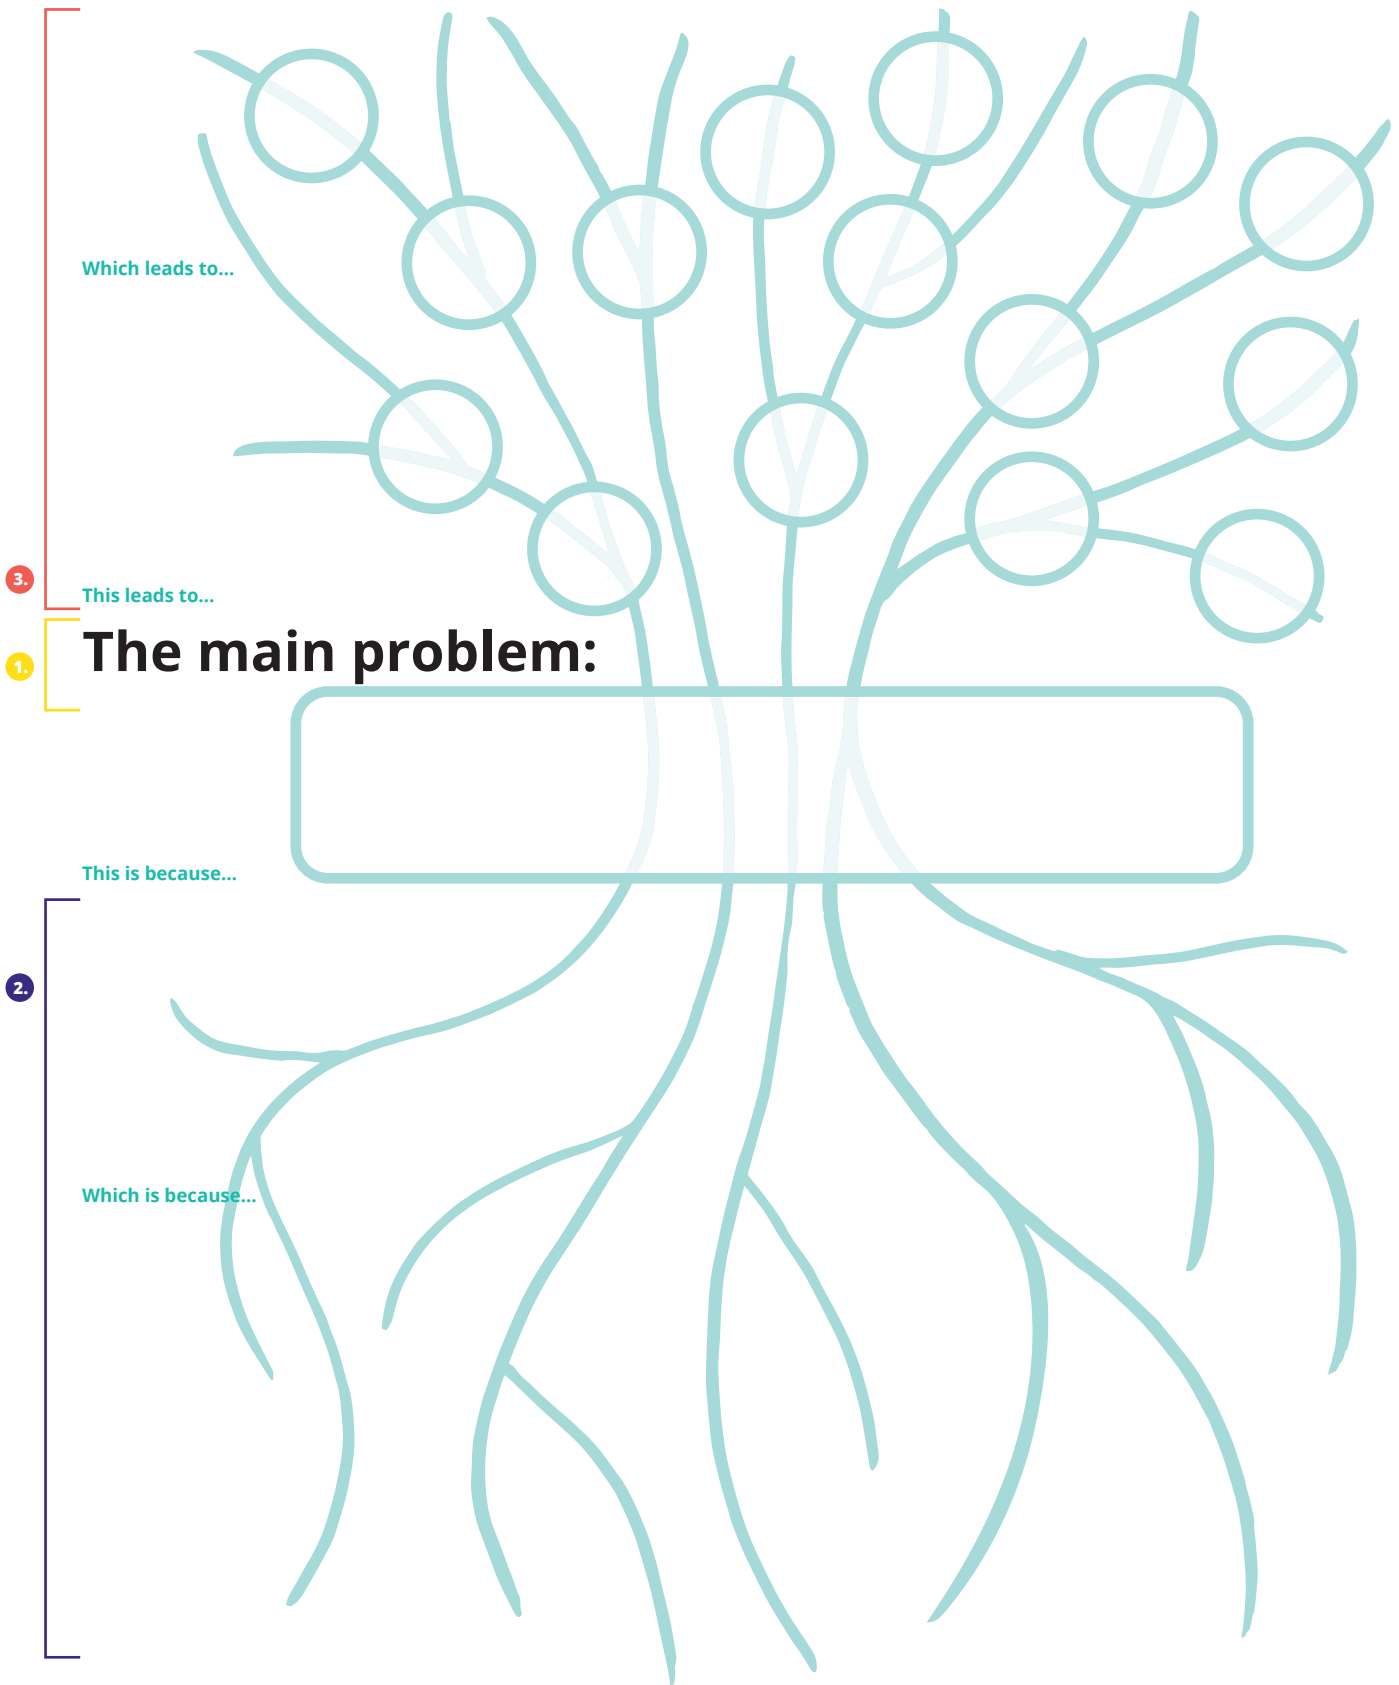 Which leads to...
3.
This leads to...
1.
The main problem:
This is because...
2.
Which is because...